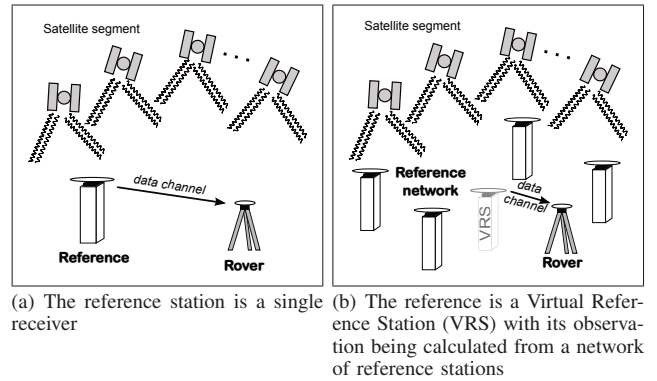 Satellite segment
data channel
Reference
Rover
(a) The reference station is a single
receiver
Satellite segment
Reference
network
data
channel
VRS
Rover
(b) The reference is a Virtual Refer-
ence Station (VRS) with its observa-
tion being calculated from a network
of reference stations